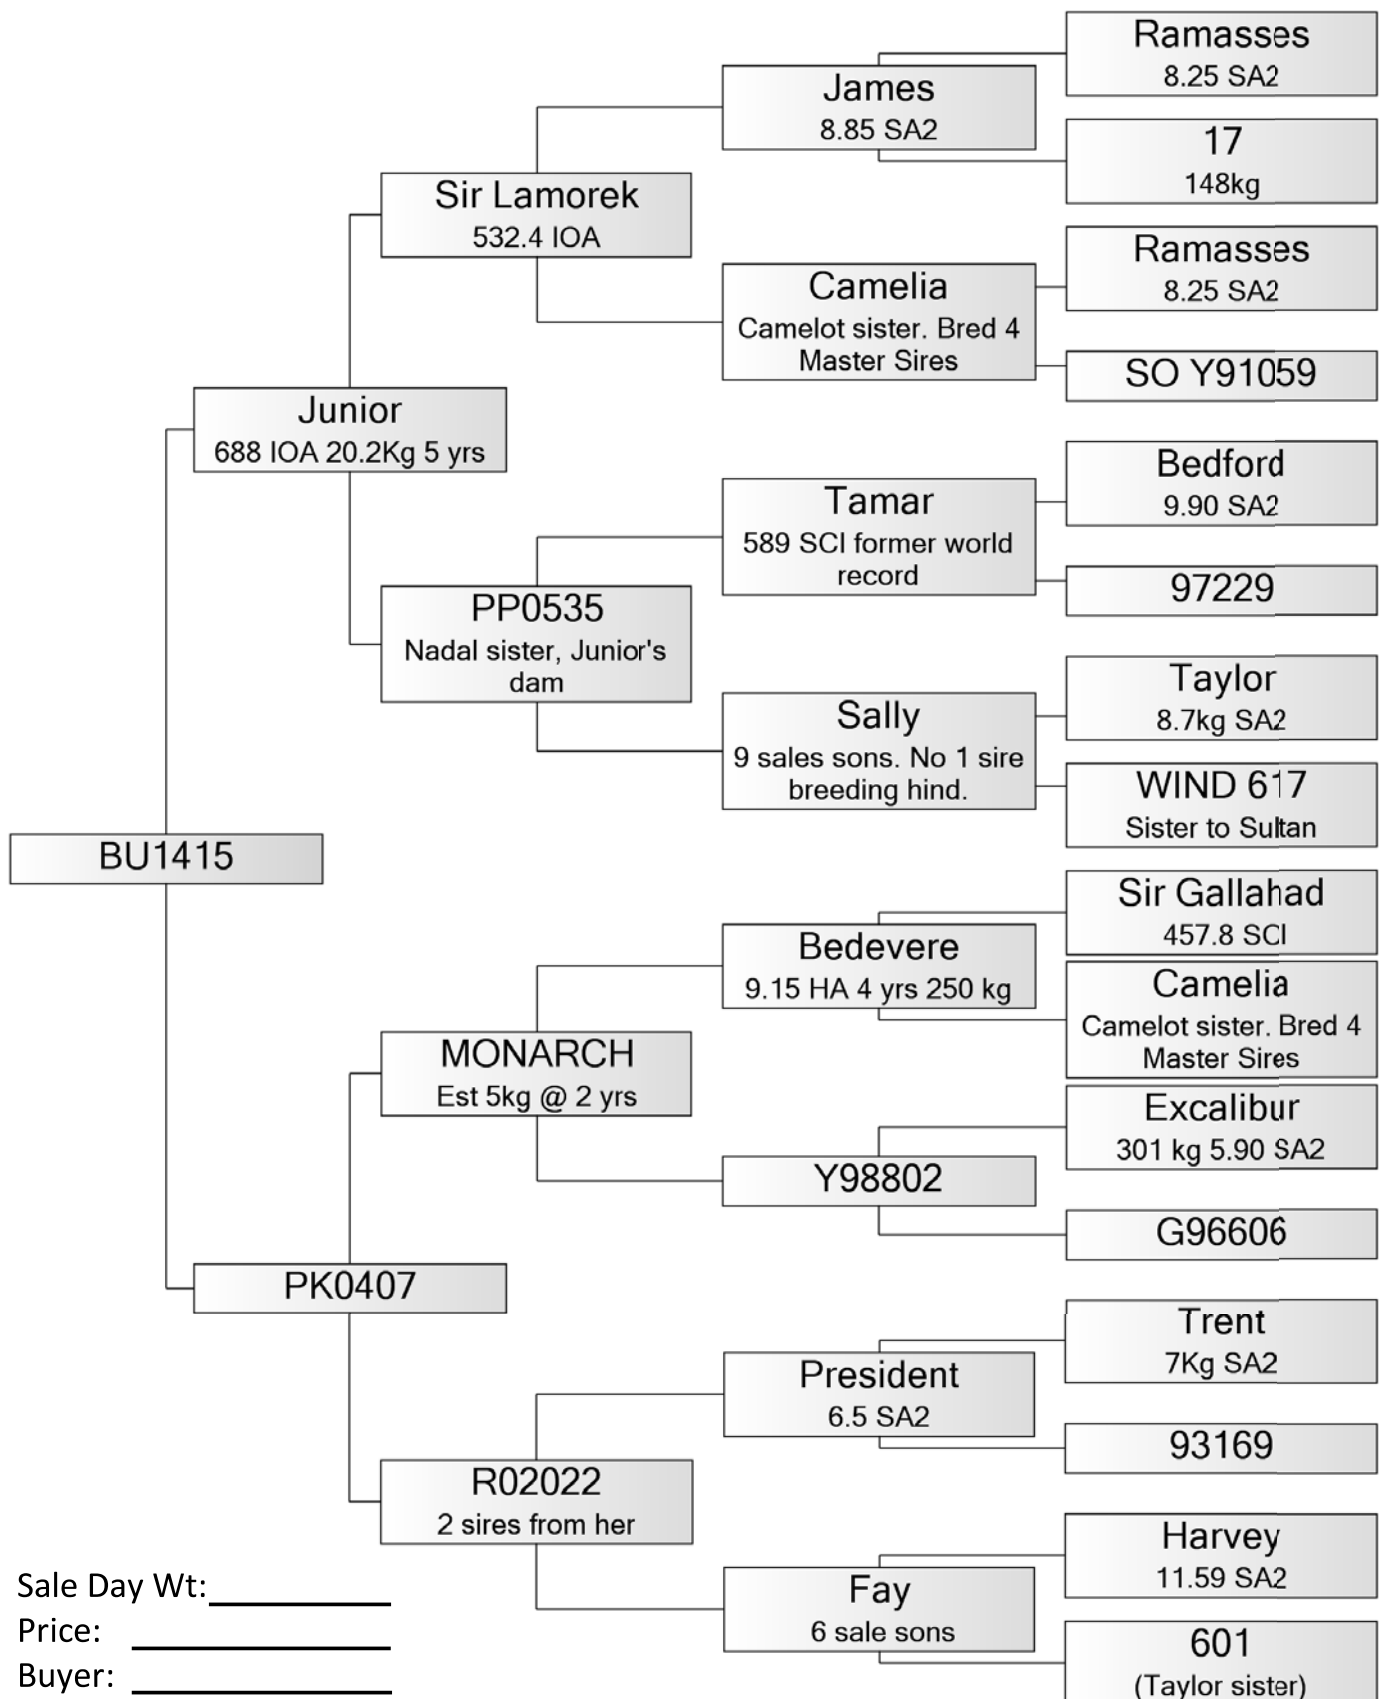 Ramasses
8.25 SA2
James
8.85 SA2
17
148kg
Sir Lamorek
532.4 IOA
Ramasses
8.25 SA2
Camelia
Camelot sister. Bred 4
Master Sires
SO Y91059
Junior
688 IOA 20.2Kg 5 yrs
Bedford
9.90 SA2
Tamar
589 SCI former world
record
97229
PP0535
Nadal sister, Junior's
dam
Taylor
8.7kg SA2
Sally
9 sales sons. No 1 sire
breeding hind.
WIND 617
Sister to Sultan
BU1415
Sir Gallahad
457.8 SCI
Bedevere
9.15 HA 4 yrs 250 kg
Camelia
Camelot sister. Bred 4
Master Sires
MONARCH
Est 5kg @ 2 yrs
Excalibur
301 kg 5.90 SA2
Y98802
G96606
PK0407
Trent
7Kg SA2
President
6.5 SA2
93169
R02022
2 sires from her
Harvey
11.59 SA2
Fay
6 sale sons
601
(Taylor sister)
Sale Day Wt:
Price:
Buyer: